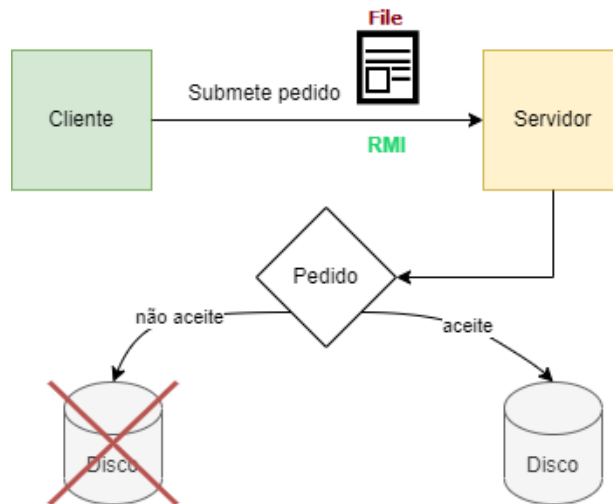 File
Submete pedido
Cliente
Servidor
RMI
Pedido
não aceite
aceite
Disco
Disco